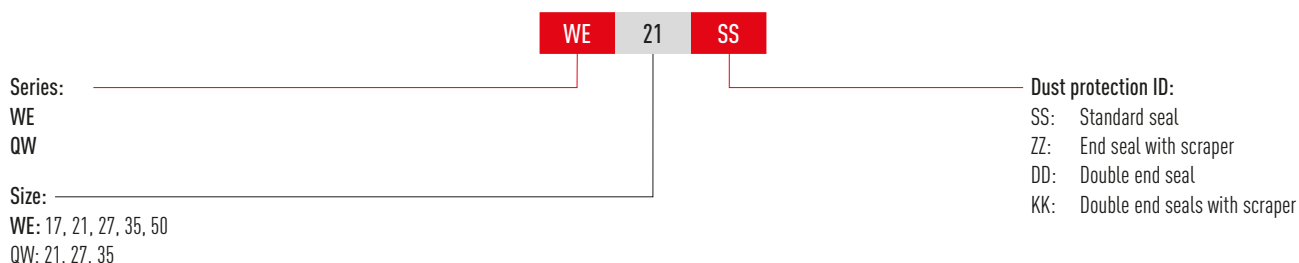 WE 21 SS
Series:
WE
QW
Size:
WE: 17, 21, 27, 35, 50
QW: 21, 27, 35
Dust protection ID:
SS: Standard seal
ZZ: End seal with scraper
DD: Double end seal
KK: Double end seals with scraper